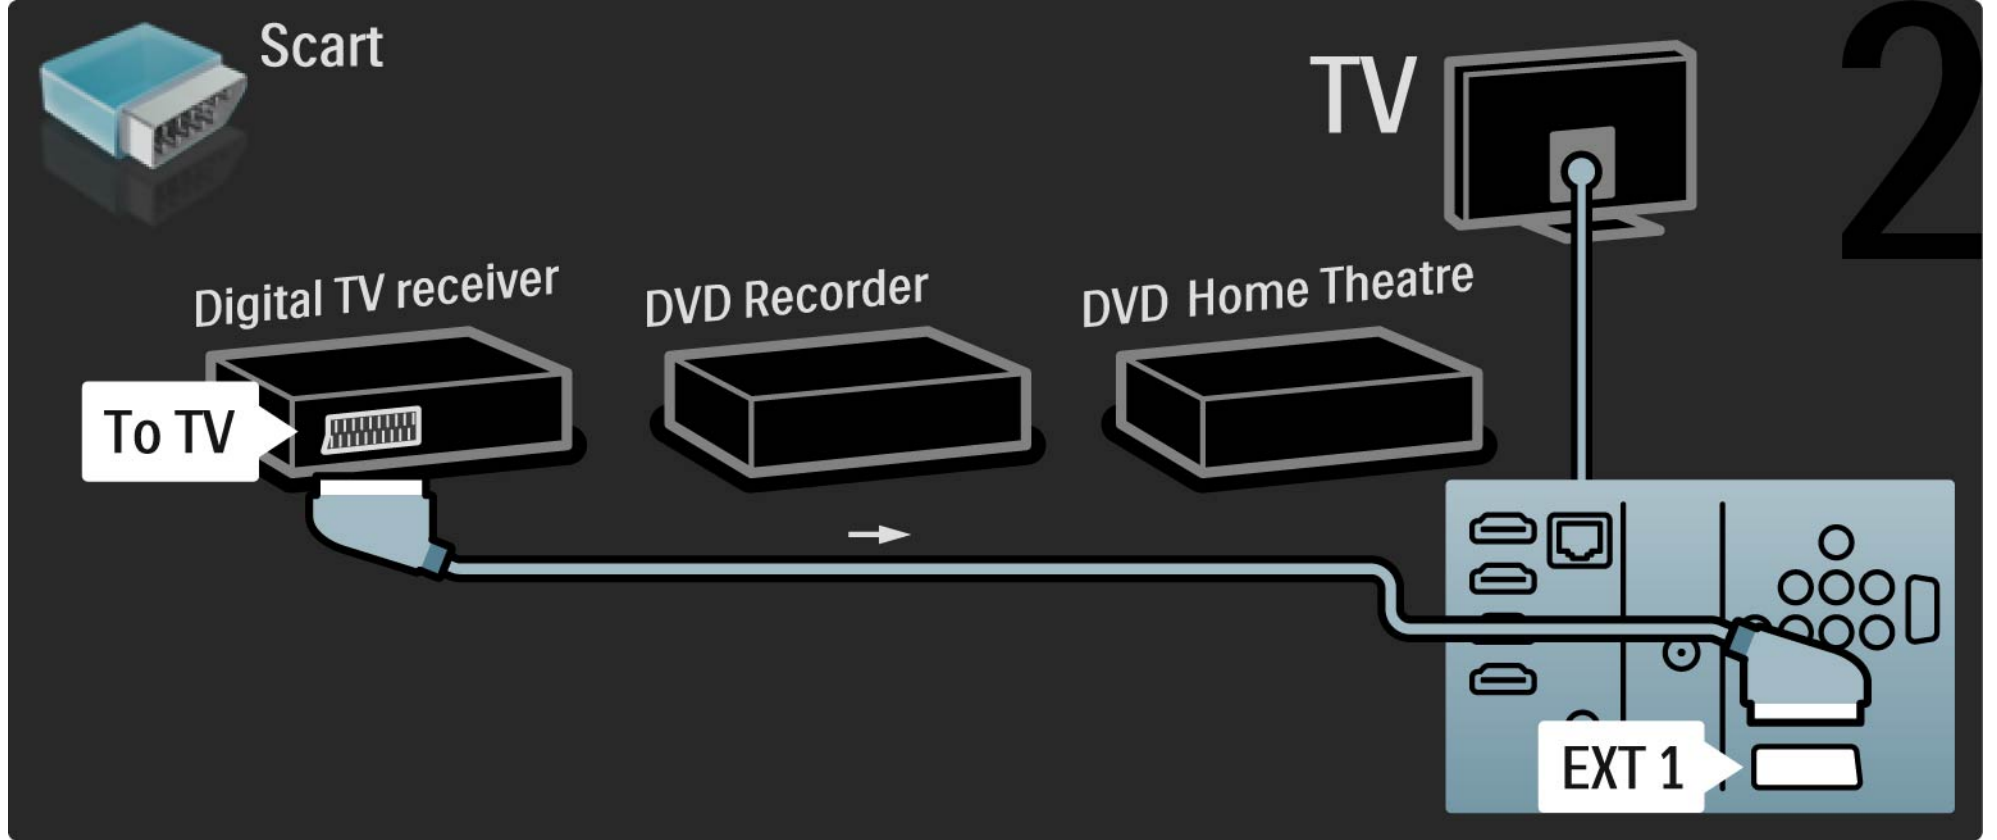 Scart
TV
2
Digital TV receiver
DVD Recorder
DVD Home Theatre
To TV
EXT 1